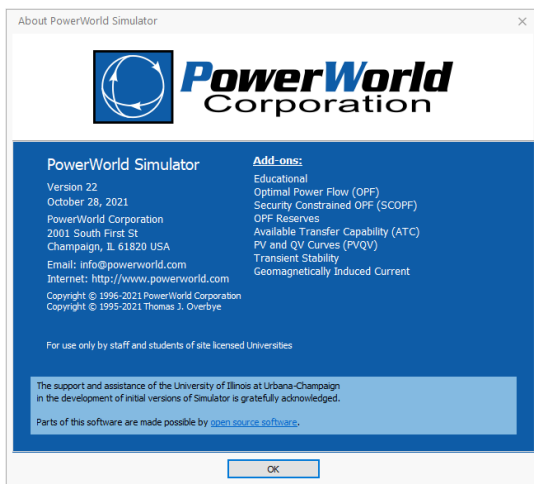 About PowerWorld Simulator
PowerWorld
Corporation
PowerWorld Simulator
Version 22
October 28, 2021
PowerWorld Corporation
2001 South First St
Champaign, IL 61820 USA
Email: info@powerworld.com
Internet: http://www.powerworld.com
Copyright © 1996-2021 PowerWorld Corporation
Copyright © 1995-2021 Thomas J. Overbye
Add-ons:
Educational
Optimal Power Flow (OPF)
Security Constrained OPF (SCOPF)
OPF Reserves
Available Transfer Capability (ATC)
PV and QV Curves (PVQV)
Transient Stability
Geomagnetically Induced Current
For use only by staff and students of site licensed Universities
The support and assistance of the University of Illinois at Urbana-Champaign
in the development of initial versions of Simulator is gratefully acknowledged.
Parts of this software are made possible by open source software.
OK